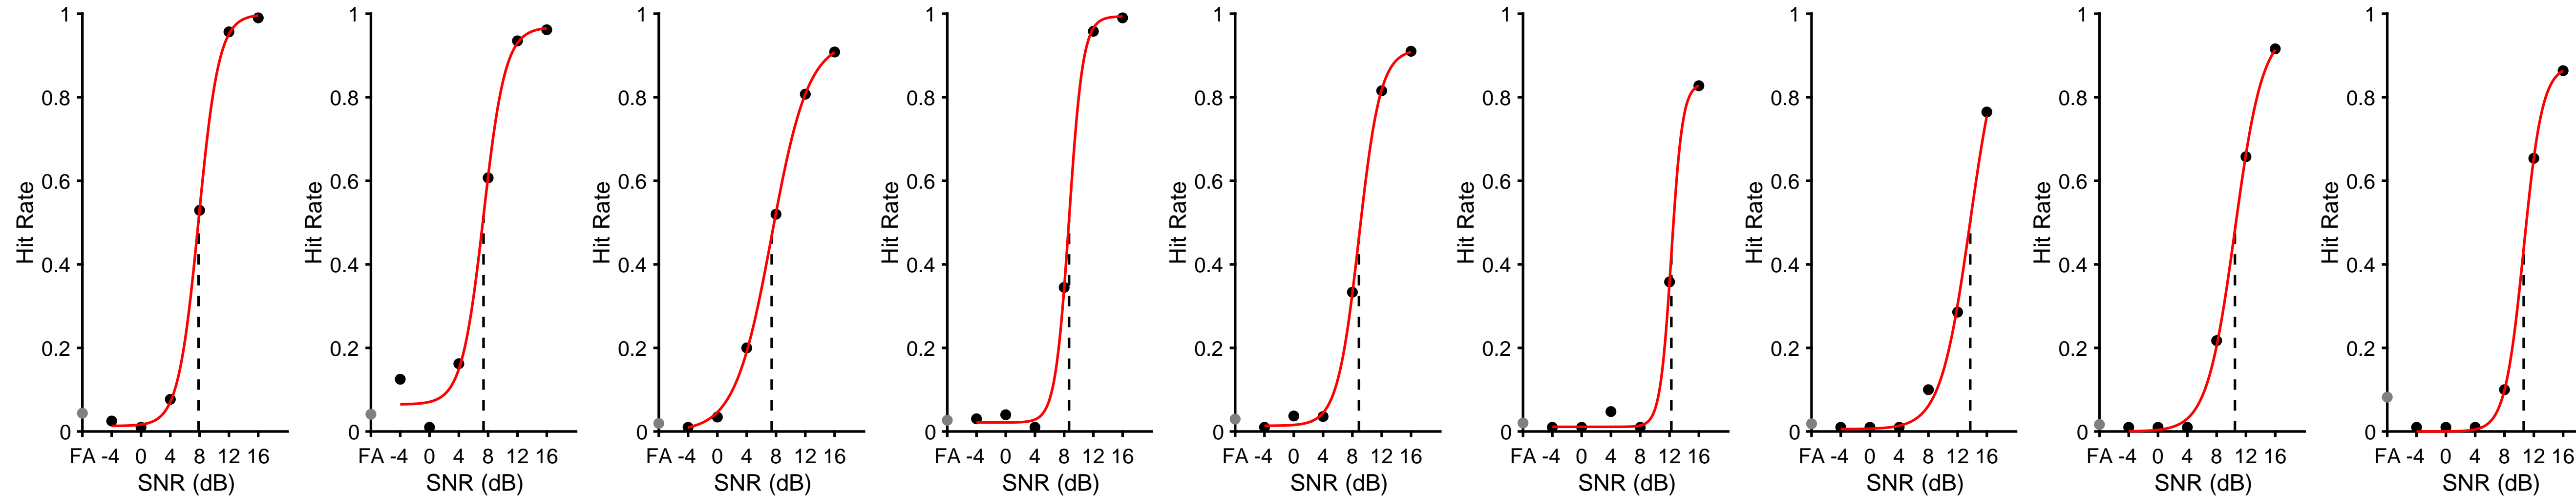 1 1 1 1 1 1 1 1 1
0.8 0.8 0.8 0.8 0.8 0.8 0.8 0.8 0.8
0.6 0.6 0.6 0.6 0.6 0.6 0.6 0.6 0.6
Hit Rate Hit Rate Hit Rate Hit Rate Hit Rate Hit Rate Hit Rate Hit Rate Hit Rate
0.4 0.4 0.4 0.4 0.4 0.4 0.4 0.4 0.4
0.2 0.2 0.2 0.2 0.2 0.2 0.2 0.2 0.2
0 0 0 0 0 0 0 0 0
FA -4 0 4 8 12 16 FA -4 0 4 8 12 16 FA -4 0 4 8 12 16 FA -4 0 4 8 12 16 FA -4 0 4 8 12 16 FA -4 0 4 8 12 16 FA -4 0 4 8 12 16 FA -4 0 4 8 12 16 FA -4 0 4 8 12 16
SNR (dB) SNR (dB) SNR (dB) SNR (dB) SNR (dB) SNR (dB) SNR (dB) SNR (dB) SNR (dB)